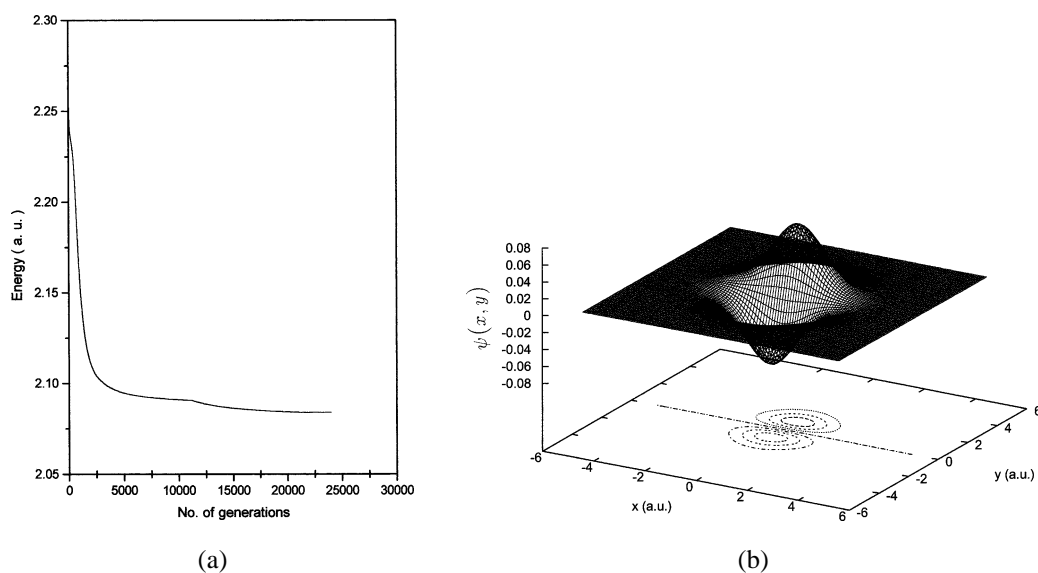 2.30
2.25
2.20
2.15
2.10
2.05
Energy ( a. u. )
0 5000 10000 15000 20000 25000 30000
No. of generations
(a)
0.08
0.06
0.04
0.02
0
-0.02
-0.04
-0.06
-0.08
ψ(x, y)
-6 -4 -2 0 2 4 6
x (a.u.)
-6 -4 -2 0 2 4 6
y (a.u.)
(b)